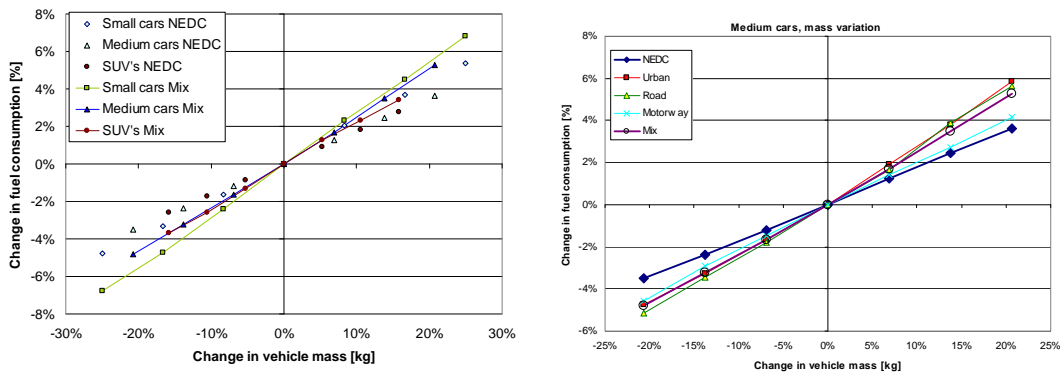 8%
6%
4%
2%
0%
-2%
-4%
-6%
-8%
-30%
-20%
-10%
0%
10%
20%
30%
Change in vehicle mass [kg]
Change in fuel consumption [%]
Small cars NEDC
Medium cars NEDC
SUV's NEDC
Small cars Mix
Medium cars Mix
SUV's Mix
Medium cars, mass variation
8%
6%
4%
2%
0%
-2%
-4%
-6%
-25%
-20%
-15%
-10%
-5%
0%
5%
10%
15%
20%
25%
Change in vehicle mass [kg]
Change in fuel consumption [%]
NEDC
Urban
Road
Motorway
Mix